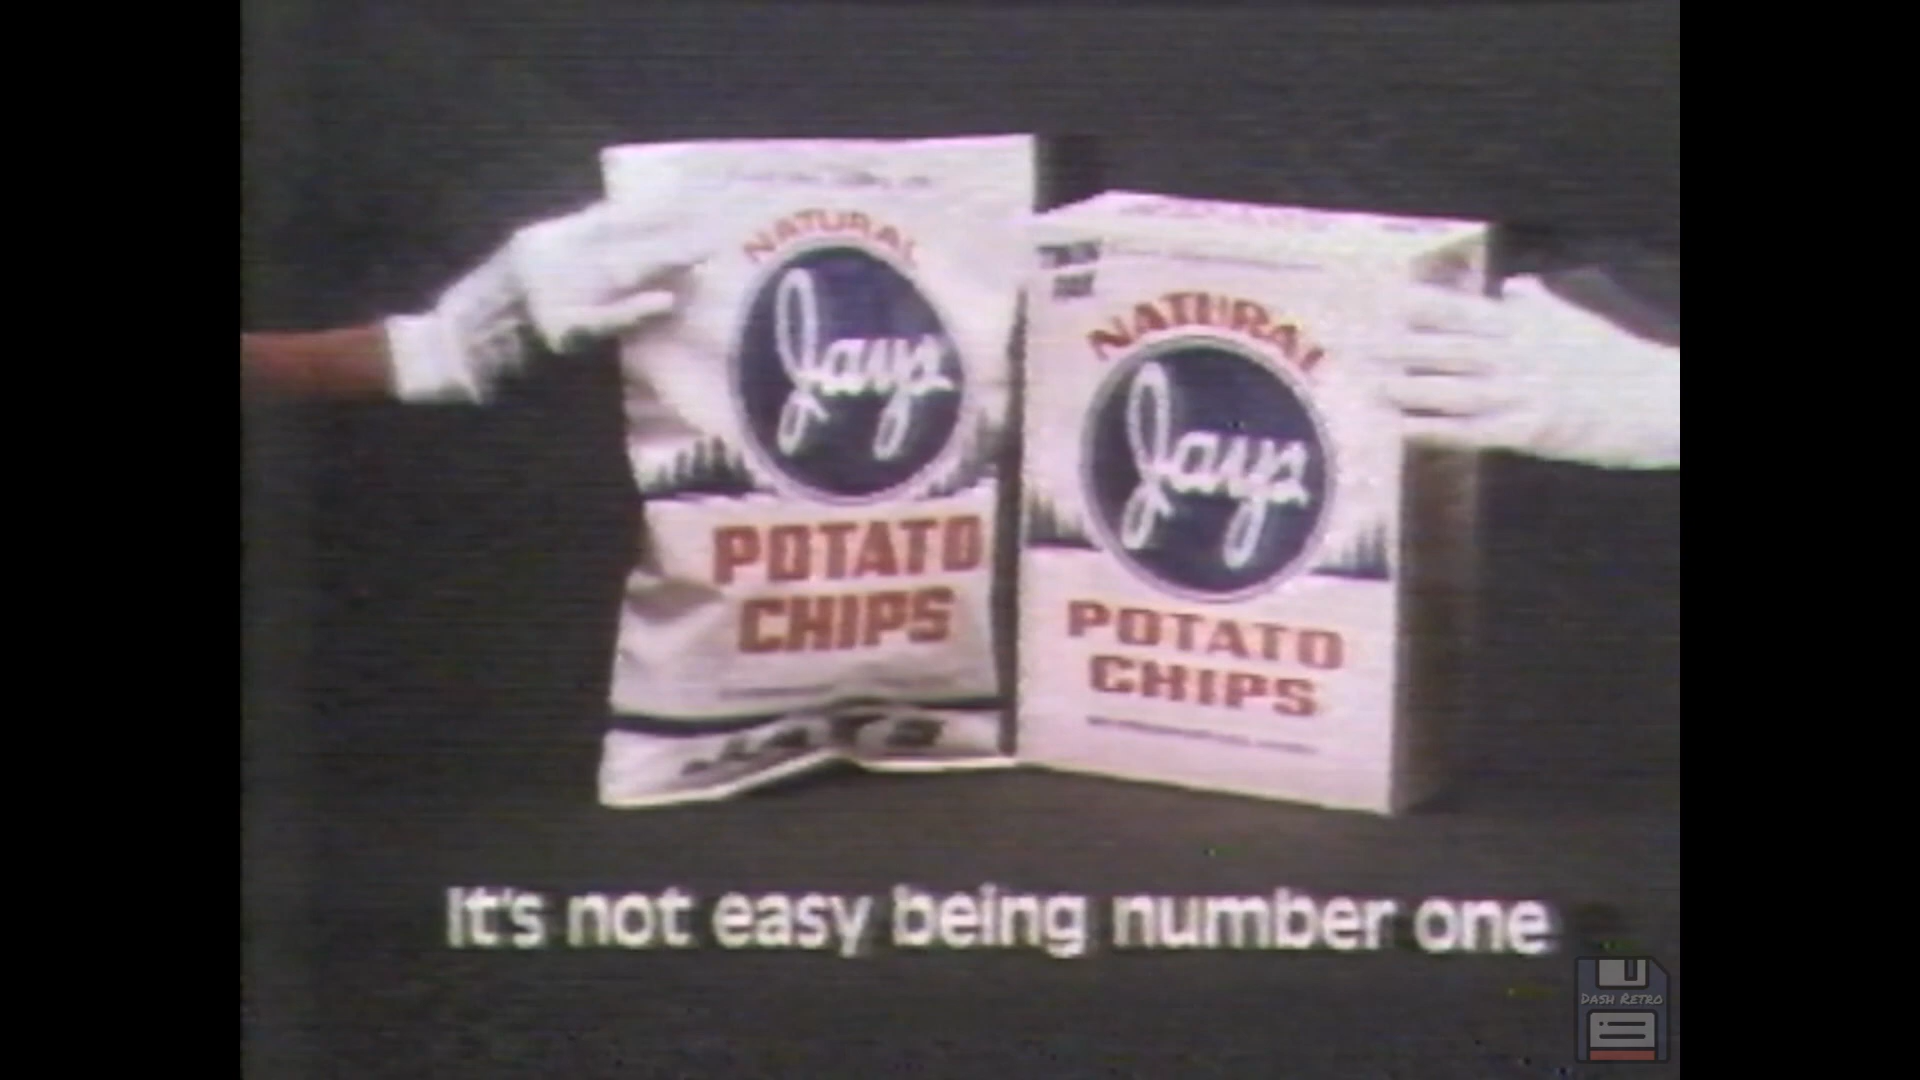 NATURAL
Jays
POTATO
CHIPS
JAYS
NATURAL
Jays
POTATO
CHIPS
It's not easy being number one
DASH RETRO